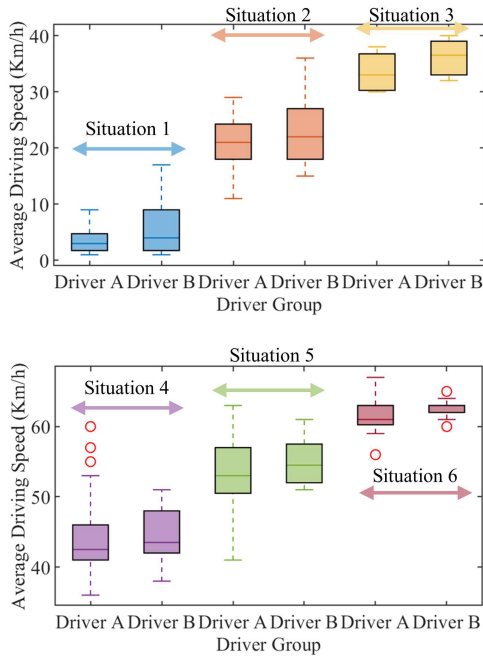 Situation 2
Situation 3
40
30
Situation 1
20
10
0
Average Driving Speed (Km/h)
Driver A Driver B Driver A Driver B Driver A Driver B
Driver Group
Situation 5
Situation 4
60
Situation 6
50
40
Average Driving Speed (Km/h)
Driver A Driver B Driver A Driver B Driver A Driver B
Driver Group